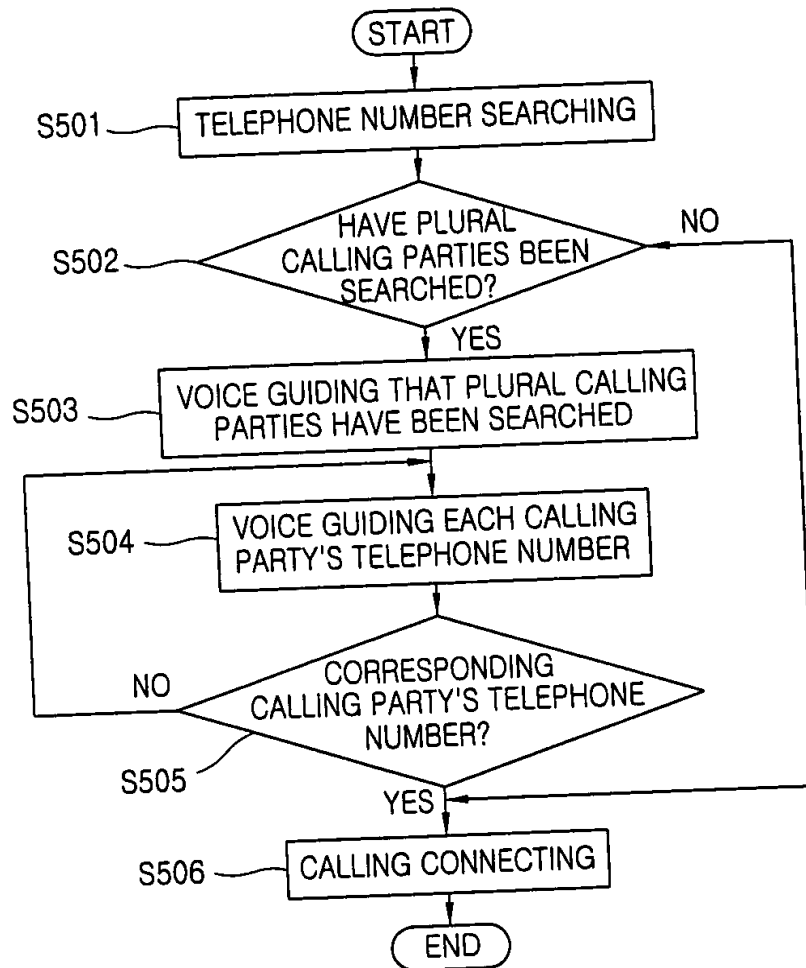 START
S501
TELEPHONE NUMBER SEARCHING
S502
HAVE PLURAL
CALLING PARTIES BEEN
SEARCHED?
NO
YES
S503
VOICE GUIDING THAT PLURAL CALLING
PARTIES HAVE BEEN SEARCHED
S504
VOICE GUIDING EACH CALLING
PARTY'S TELEPHONE NUMBER
NO
CORRESPONDING
CALLING PARTY'S TELEPHONE
NUMBER?
S505
YES
S506
CALLING CONNECTING
END